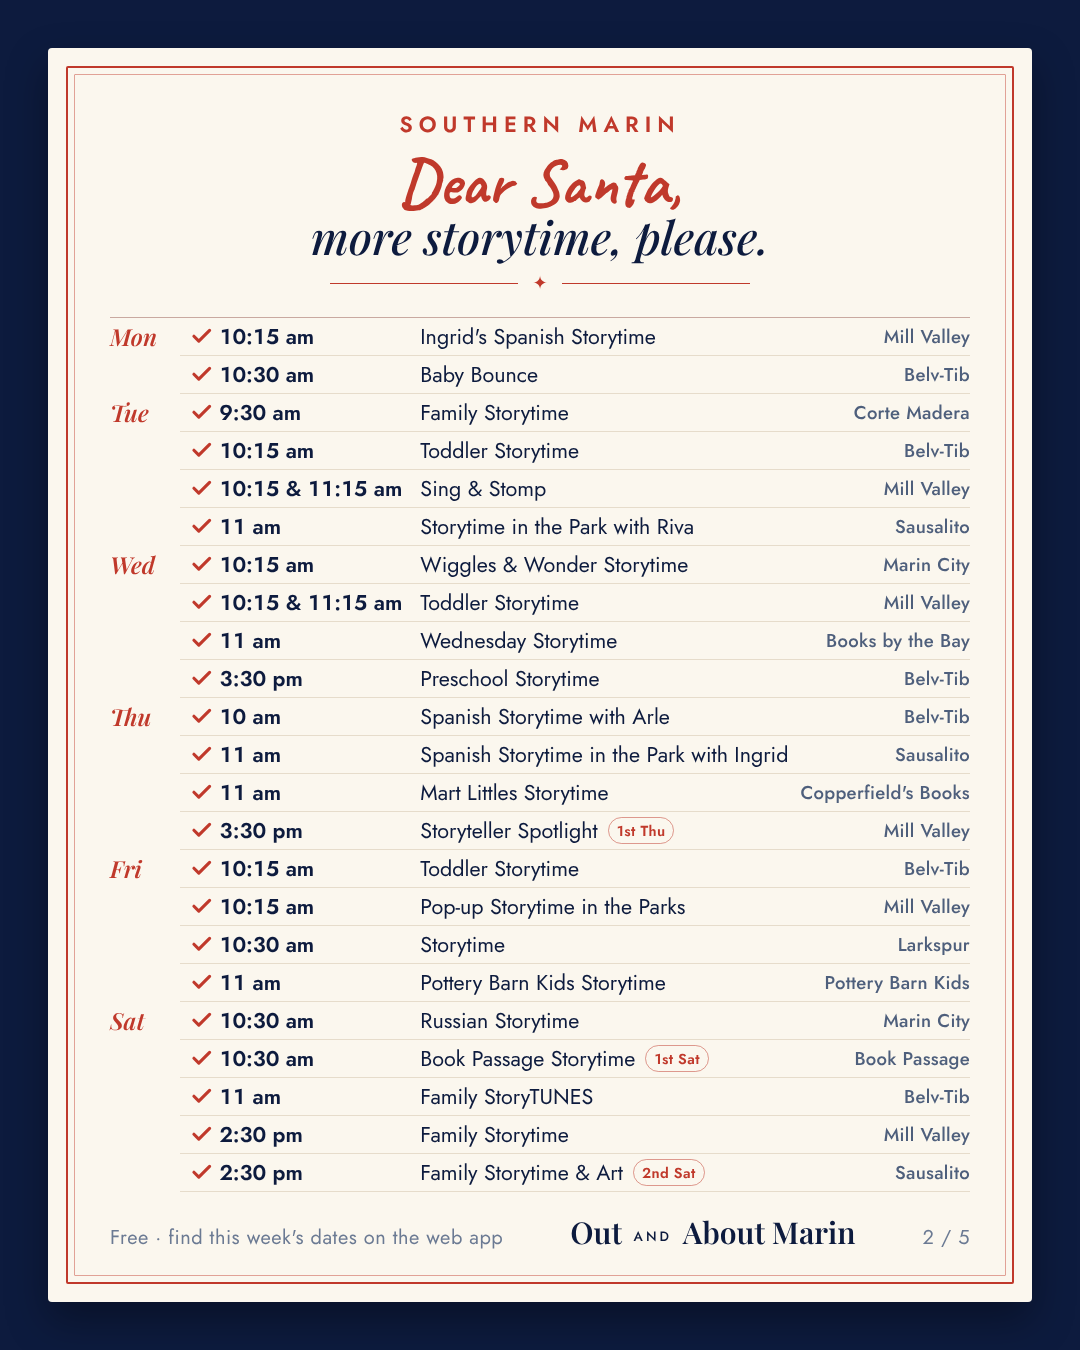 SOUTHERN MARIN
Dear Santa,
more storytime, please.
Mon 10:15 am Ingrid's Spanish Storytime Mill Valley
10:30 am Baby Bounce Belv-Tib
Tue 9:30 am Family Storytime Corte Madera
10:15 am Toddler Storytime Belv-Tib
10:15 & 11:15 am Sing & Stomp Mill Valley
11 am Storytime in the Park with Riva Sausalito
Wed 10:15 am Wiggles & Wonder Storytime Marin City
10:15 & 11:15 am Toddler Storytime Mill Valley
11 am Wednesday Storytime Books by the Bay
3:30 pm Preschool Storytime Belv-Tib
Thu 10 am Spanish Storytime with Arle Belv-Tib
11 am Spanish Storytime in the Park with Ingrid Sausalito
11 am Mart Littles Storytime Copperfield's Books
3:30 pm Storyteller Spotlight 1st Thu Mill Valley
Fri 10:15 am Toddler Storytime Belv-Tib
10:15 am Pop-up Storytime in the Parks Mill Valley
10:30 am Storytime Larkspur
11 am Pottery Barn Kids Storytime Pottery Barn Kids
Sat 10:30 am Russian Storytime Marin City
10:30 am Book Passage Storytime 1st Sat Book Passage
11 am Family StoryTUNES Belv-Tib
2:30 pm Family Storytime Mill Valley
2:30 pm Family Storytime & Art 2nd Sat Sausalito
Free · find this week's dates on the web app Out AND About Marin 2 / 5